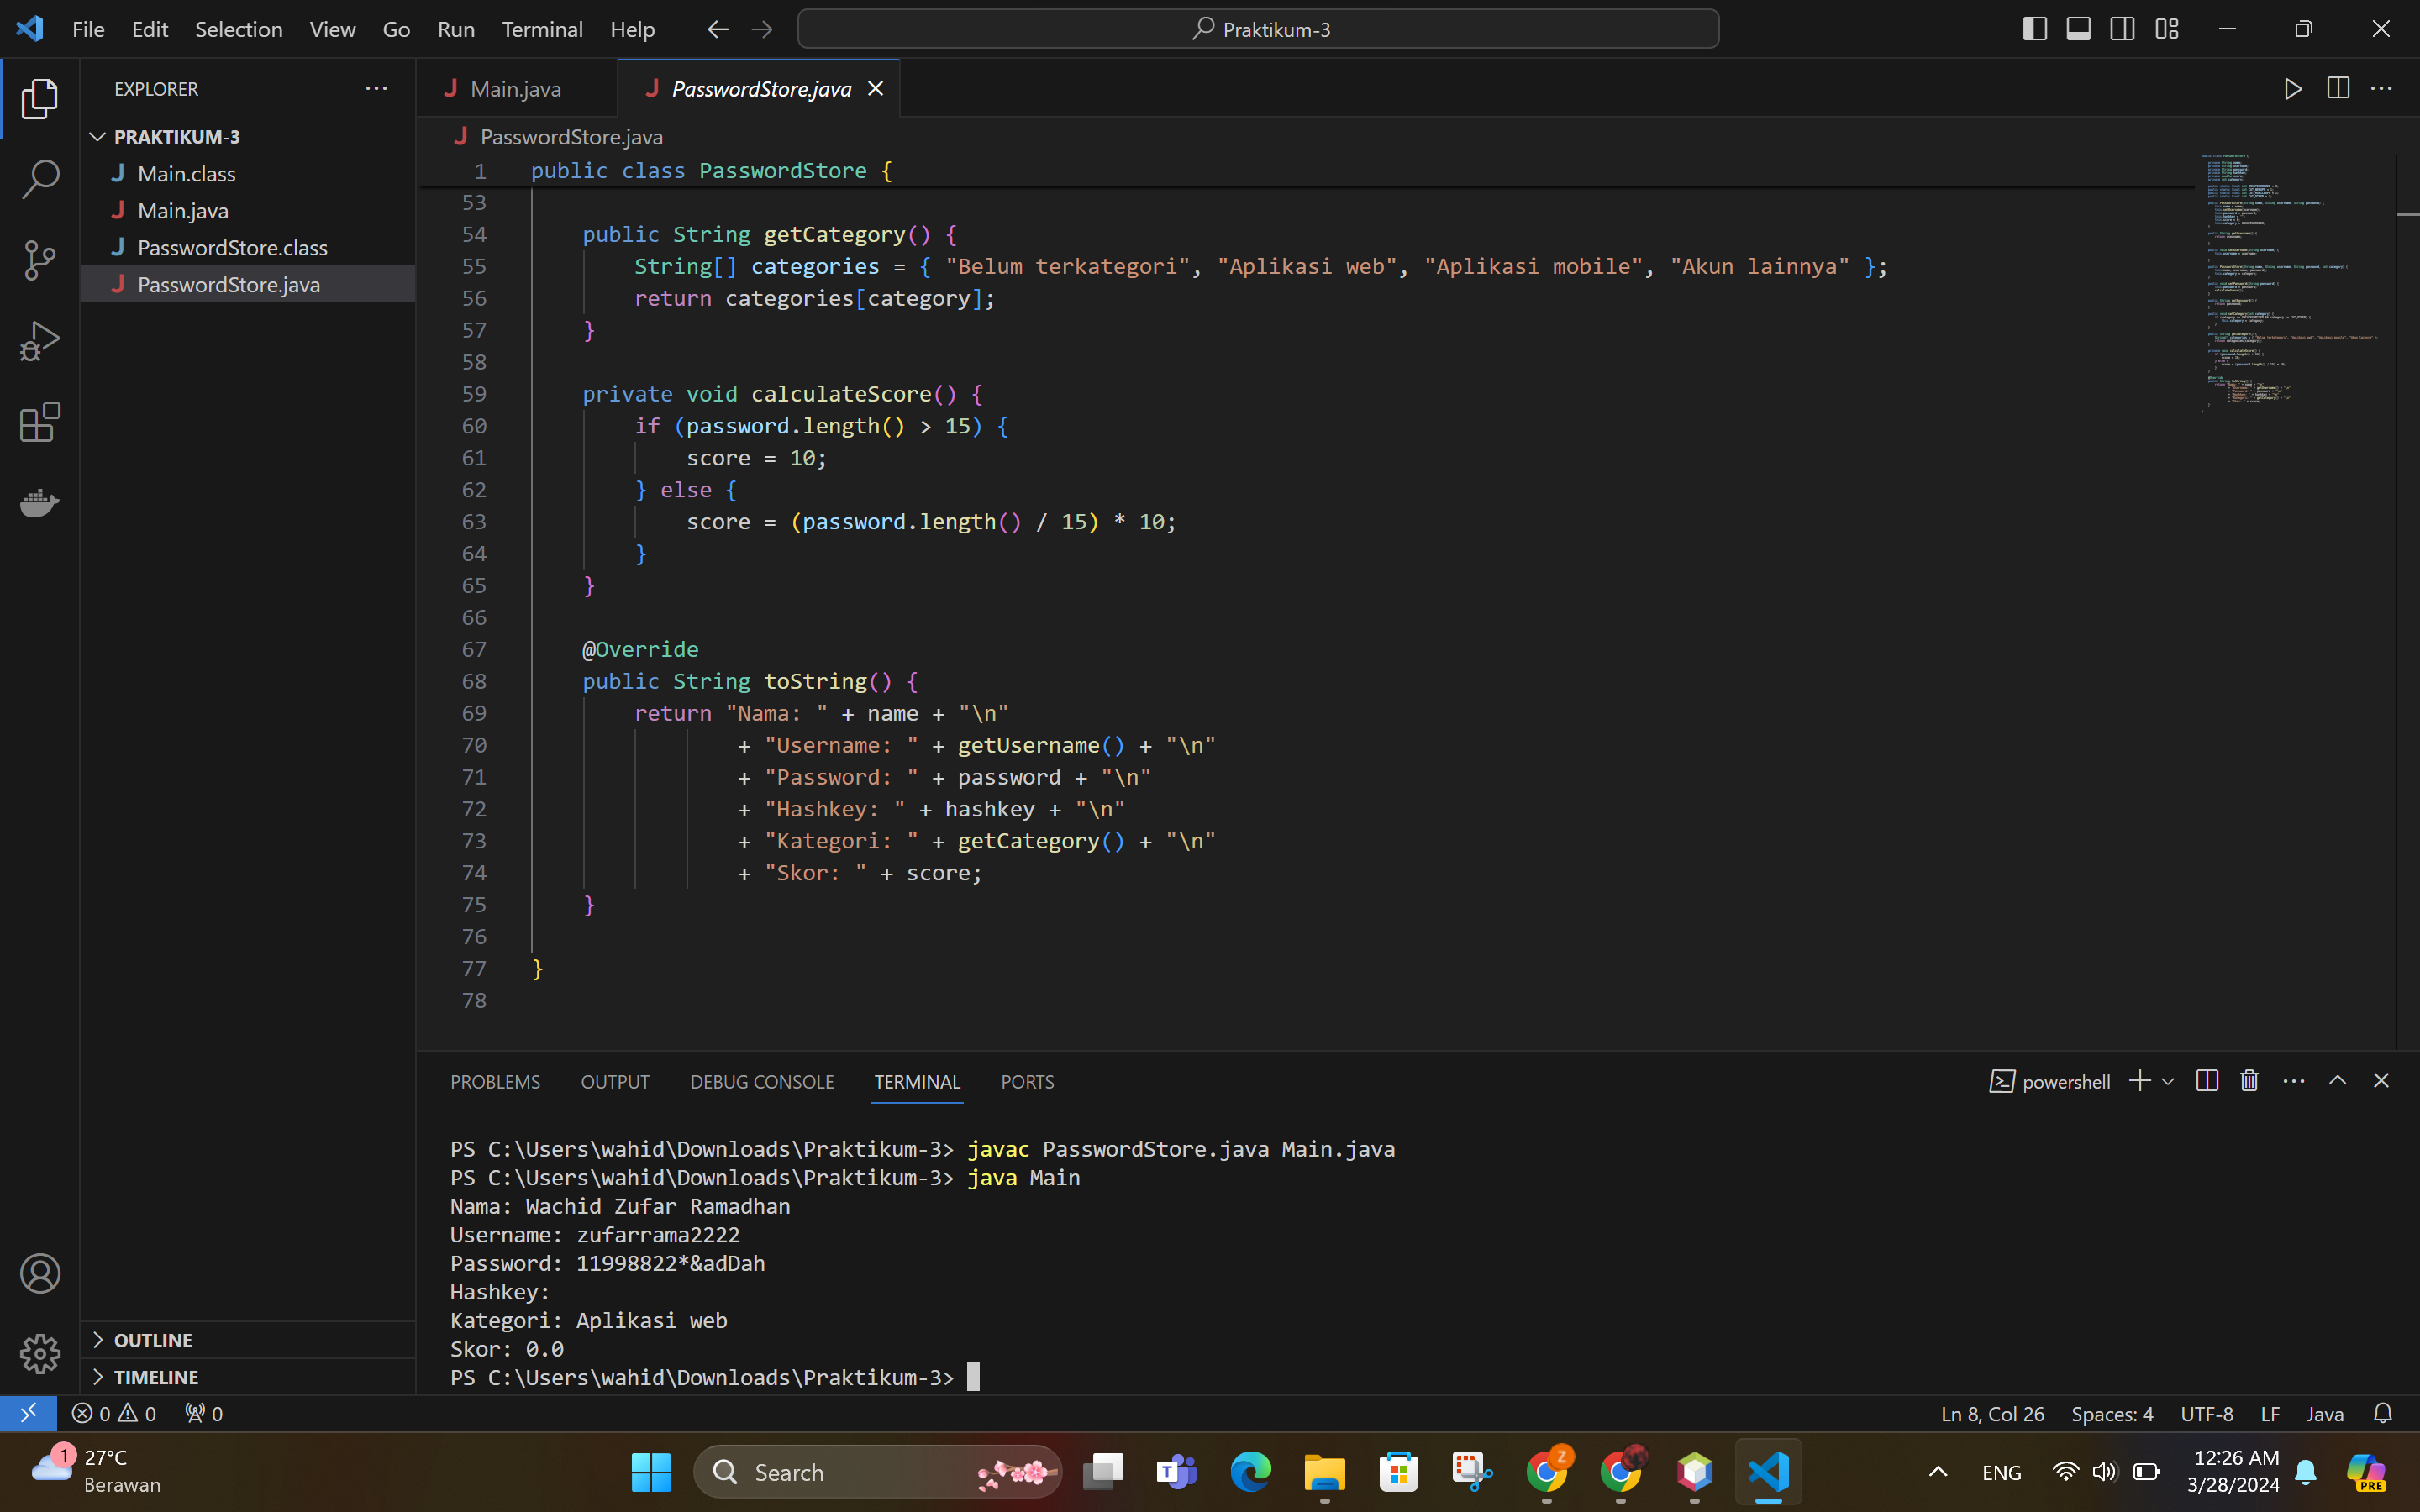 File Edit Selection View Go Run Terminal Help
Praktikum-3
EXPLORER
PRAKTIKUM-3
Main.class
Main.java
PasswordStore.class
PasswordStore.java
OUTLINE
TIMELINE
Main.java PasswordStore.java
PasswordStore.java
1 public class PasswordStore {
53
54 public String getCategory() {
55 String[] categories = { "Belum terkategori", "Aplikasi web", "Aplikasi mobile", "Akun lainnya" };
56 return categories[category];
57 }
58
59 private void calculateScore() {
60 if (password.length() > 15) {
61 score = 10;
62 } else {
63 score = (password.length() / 15) * 10;
64 }
65 }
66
67 @Override
68 public String toString() {
69 return "Nama: " + name + "\n"
70 + "Username: " + getUsername() + "\n"
71 + "Password: " + password + "\n"
72 + "Hashkey: " + hashkey + "\n"
73 + "Kategori: " + getCategory() + "\n"
74 + "Skor: " + score;
75 }
76
77 }
78
PROBLEMS OUTPUT DEBUG CONSOLE TERMINAL PORTS
powershell
PS C:\Users\wahid\Downloads\Praktikum-3> javac PasswordStore.java Main.java
PS C:\Users\wahid\Downloads\Praktikum-3> java Main
Nama: Wachid Zufar Ramadhan
Username: zufarrama2222
Password: 11998822*&adDah
Hashkey:
Kategori: Aplikasi web
Skor: 0.0
PS C:\Users\wahid\Downloads\Praktikum-3>
0 0 0
Ln 8, Col 26 Spaces: 4 UTF-8 LF Java
1
27°C
Berawan
Search
Z
ENG
12:26 AM
3/28/2024
PRE